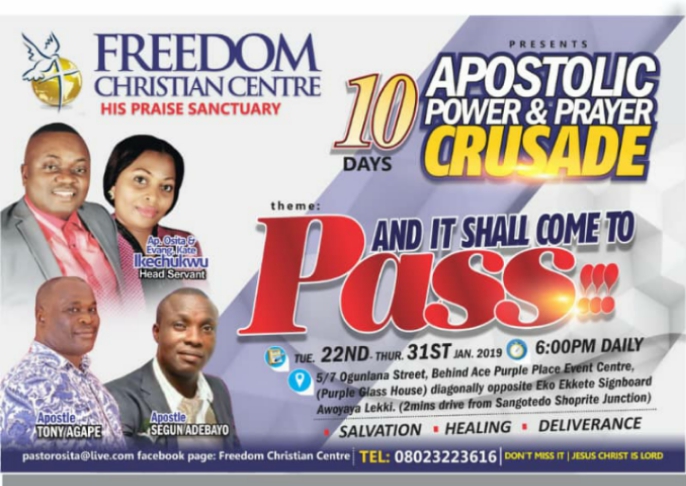 FREEDOM
CHRISTIAN CENTRE
HIS PRAISE SANCTUARY
PRESENTS
10
DAYS
APOSTOLIC
POWER & PRAYER
CRUSADE
theme:
AND IT SHALL COME TO
Pass...!!!
Ap. Osita &
Evang. Kate
Ikechukwu
Head Servant
TUE. 22ND - THUR. 31ST JAN. 2019 6:00PM DAILY
5/7 Ogunlana Street, Behind Ace Purple Place Event Centre,
(Purple Glass House) diagonally opposite Eko Ekkete Signboard
Awoyaya Lekki. (2mins drive from Sangotedo Shoprite Junction)
Apostle
TONY AGAPE
Apostle
SEGUN ADEBAYO
▪ SALVATION ▪ HEALING ▪ DELIVERANCE
pastorosita@live.com facebook page: Freedom Christian Centre TEL: 08023223616 DON'T MISS IT | JESUS CHRIST IS LORD